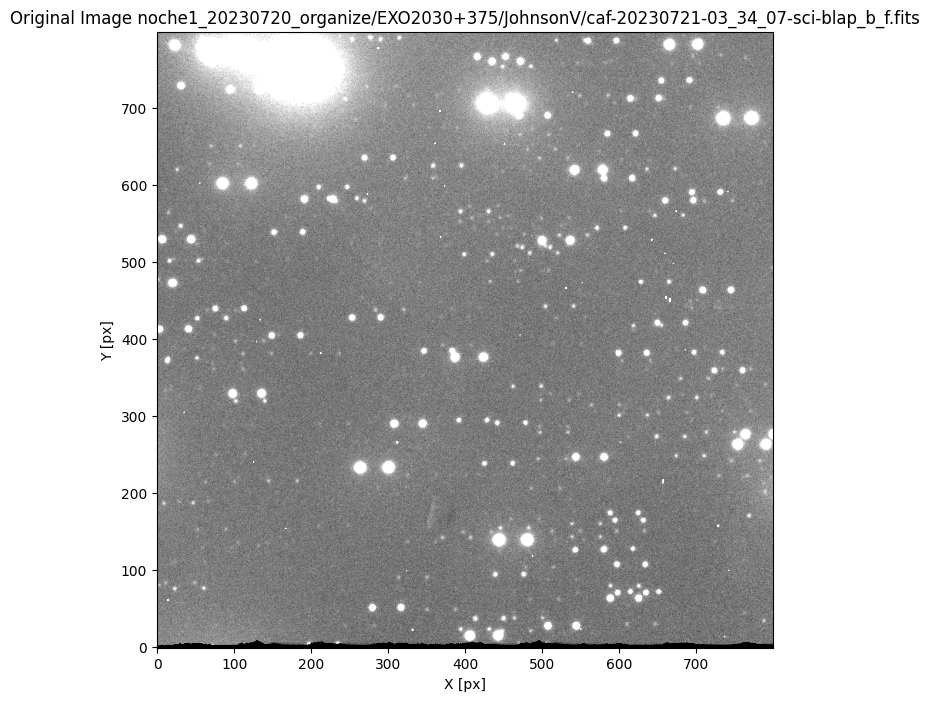 Original Image noche1_20230720_organize/EXO2030+375/JohnsonV/caf-20230721-03_34_07-sci-blap_b_f.fits
700
600
500
400
300
200
100
0
Y [px]
0 100 200 300 400 500 600 700
X [px]